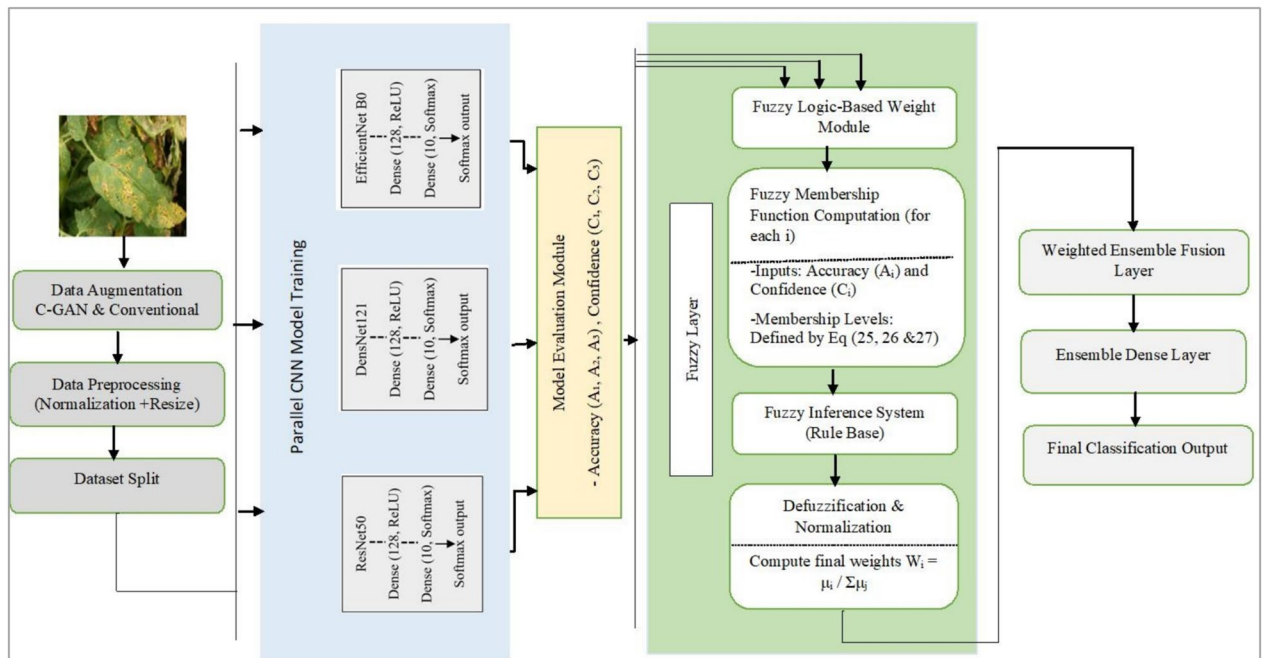 Data Augmentation
C-GAN & Conventional
Data Preprocessing
(Normalization +Resize)
Dataset Split
Parallel CNN Model Training
EfficientNet B0
Dense (128, ReLU)
Dense (10, Softmax)
Softmax output
DensNet121
Dense (128, ReLU)
Dense (10, Softmax)
Softmax output
ResNet50
Dense (128, ReLU)
Dense (10, Softmax)
Softmax output
Model Evaluation Module
- Accuracy (A₁, A₂, A₃) , Confidence (C₁, C₂, C₃)
Fuzzy Layer
Fuzzy Logic-Based Weight
Module
Fuzzy Membership
Function Computation (for
each i)
-Inputs: Accuracy (Aᵢ) and
Confidence (Cᵢ)
-Membership Levels:
Defined by Eq (25, 26 &27)
Fuzzy Inference System
(Rule Base)
Defuzzification &
Normalization
Compute final weights Wᵢ =
μᵢ / Σμⱼ
Weighted Ensemble Fusion
Layer
Ensemble Dense Layer
Final Classification Output